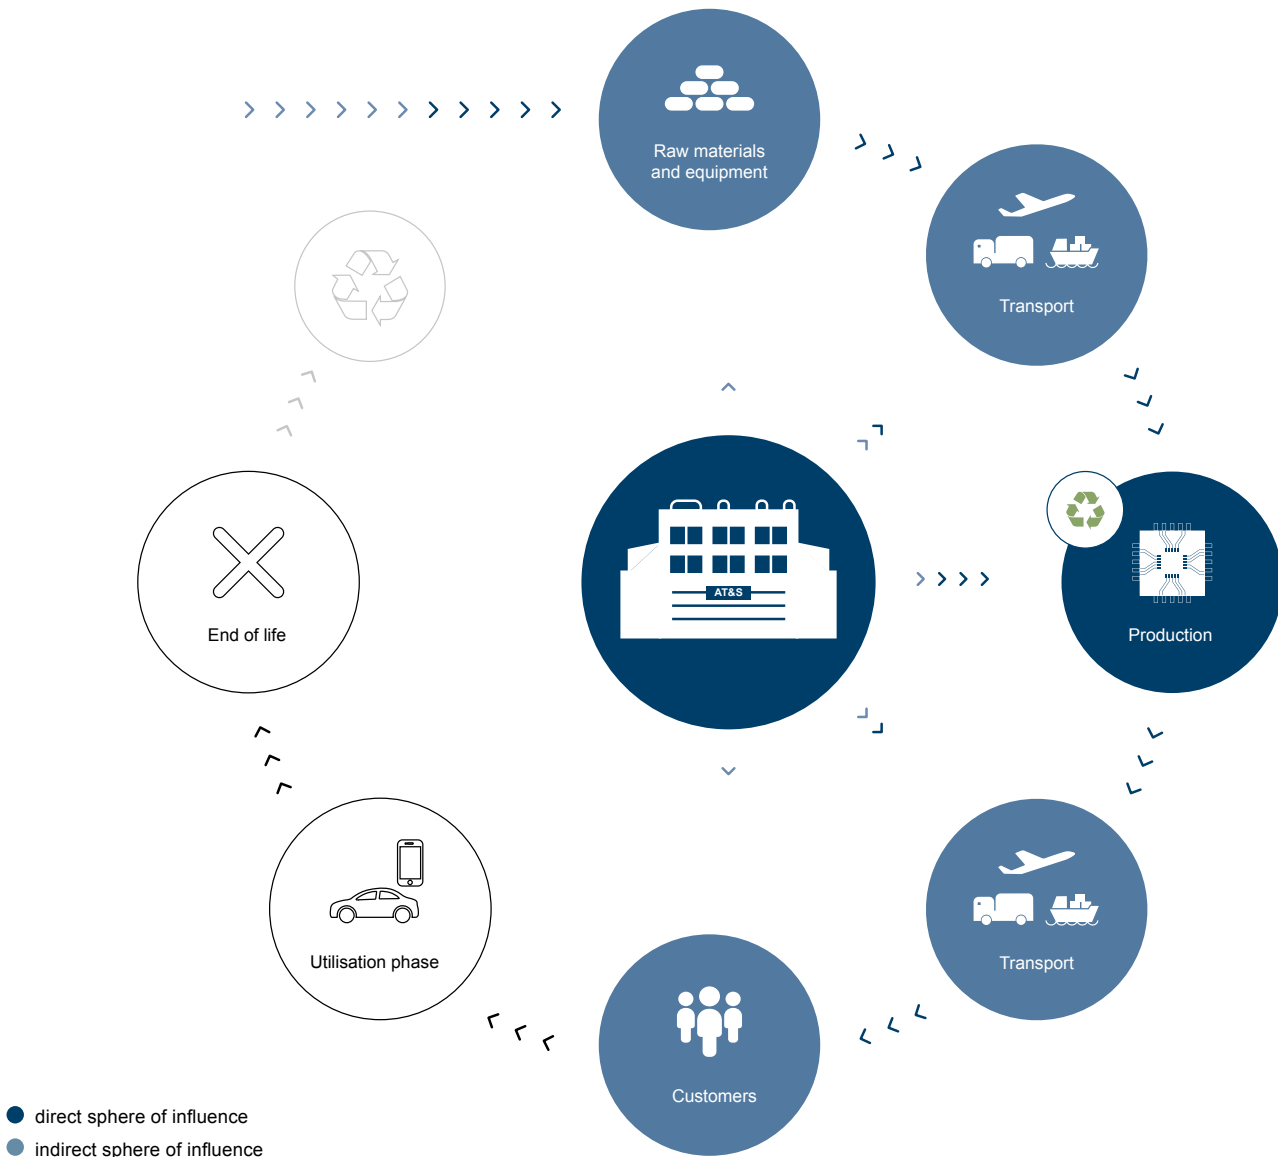 Raw materials
and equipment
Transport
AT&S
Production
End of life
Utilisation phase
Transport
Customers
direct sphere of influence
indirect sphere of influence